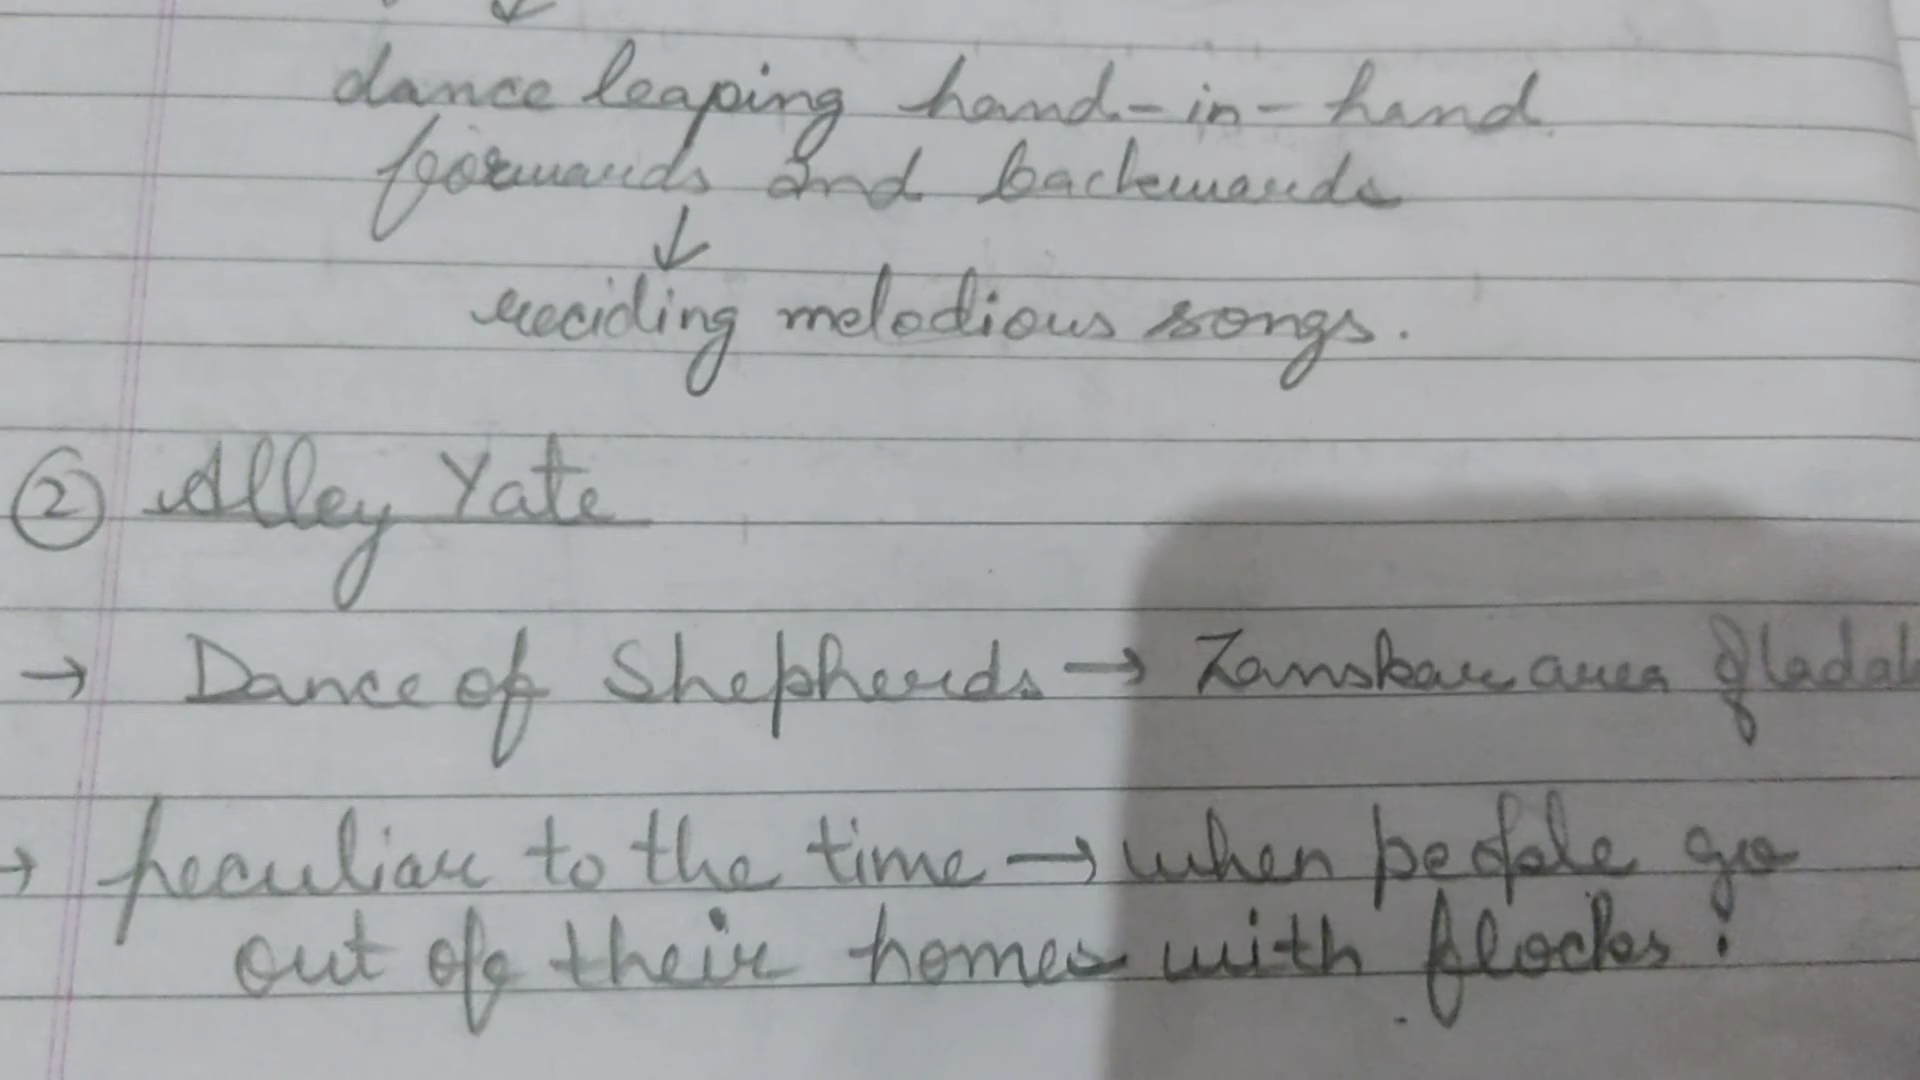 ↓
dance leaping hand-in-hand
forwards and backwards
↓
reciding melodious songs.
② Alley Yate
→ Dance of Shepherds → Zanskar area of ladak
→ peculiar to the time → when people go
out of their homes with flocks.